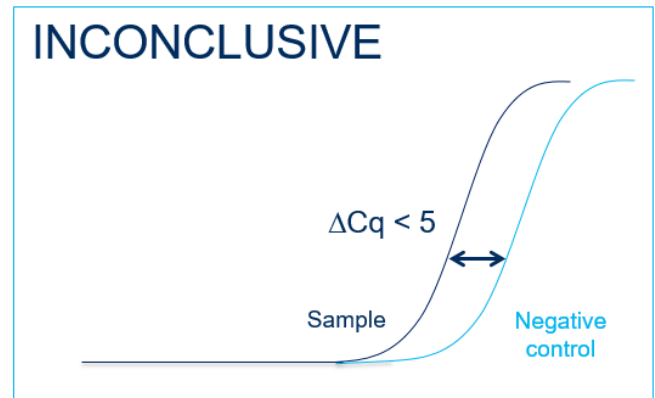 INCONCLUSIVE
ΔCq < 5
Sample
Negative
control